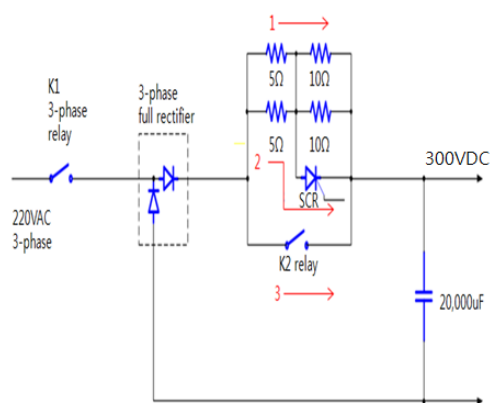 1
5Ω 10Ω
K1
3-phase
relay
3-phase
full rectifier
5Ω 10Ω
2
300VDC
SCR
220VAC
3-phase
K2 relay
3
20,000uF